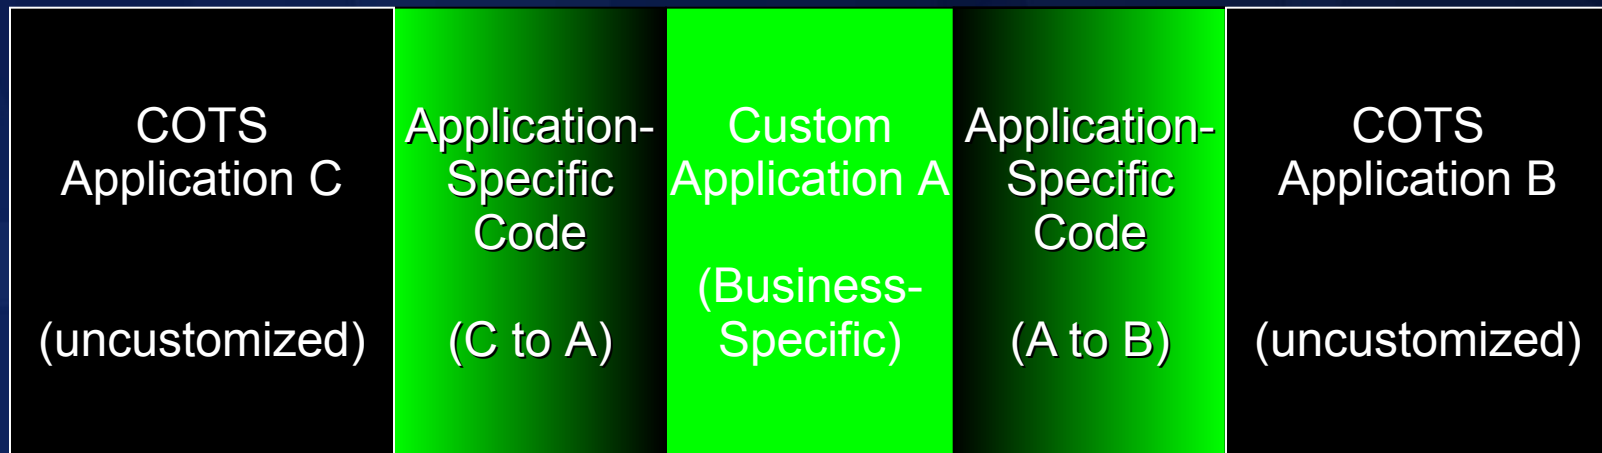 COTS
Application C
(uncustomized)
Application-
Specific
Code
(C to A)
Custom
Application A
(Business-
Specific)
Application-
Specific
Code
(A to B)
COTS
Application B
(uncustomized)